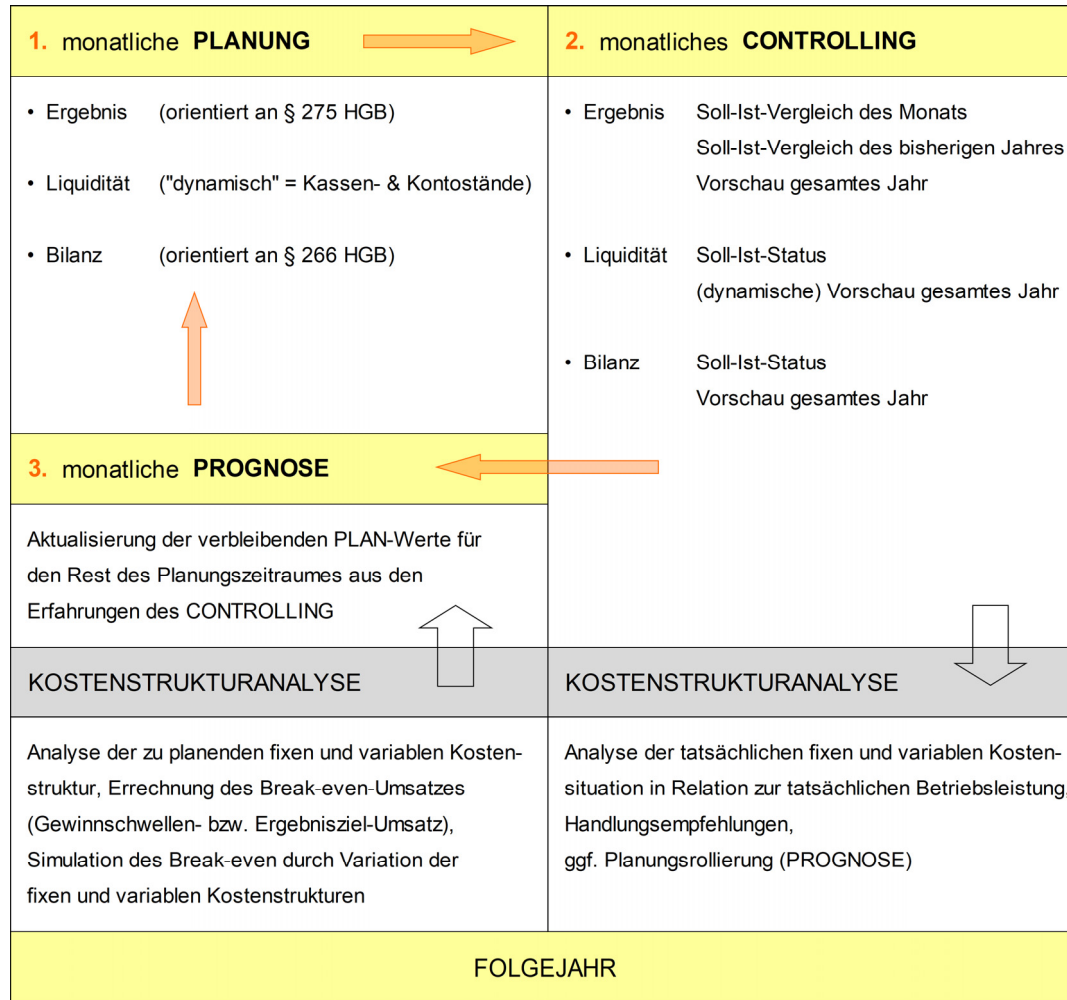 1. monatliche PLANUNG
• Ergebnis (orientiert an § 275 HGB)
• Liquidität ("dynamisch" = Kassen- & Kontostände)
• Bilanz (orientiert an § 266 HGB)
2. monatliches CONTROLLING
• Ergebnis Soll-Ist-Vergleich des Monats
Soll-Ist-Vergleich des bisherigen Jahres
Vorschau gesamtes Jahr
• Liquidität Soll-Ist-Status
(dynamische) Vorschau gesamtes Jahr
• Bilanz Soll-Ist-Status
Vorschau gesamtes Jahr
3. monatliche PROGNOSE
Aktualisierung der verbleibenden PLAN-Werte für
den Rest des Planungszeitraumes aus den
Erfahrungen des CONTROLLING
KOSTENSTRUKTURANALYSE
Analyse der zu planenden fixen und variablen Kosten-
struktur, Errechnung des Break-even-Umsatzes
(Gewinnschwellen- bzw. Ergebnisziel-Umsatz),
Simulation des Break-even durch Variation der
fixen und variablen Kostenstrukturen
KOSTENSTRUKTURANALYSE
Analyse der tatsächlichen fixen und variablen Kosten-
situation in Relation zur tatsächlichen Betriebsleistung,
Handlungsempfehlungen,
ggf. Planungsrollierung (PROGNOSE)
FOLGEJAHR